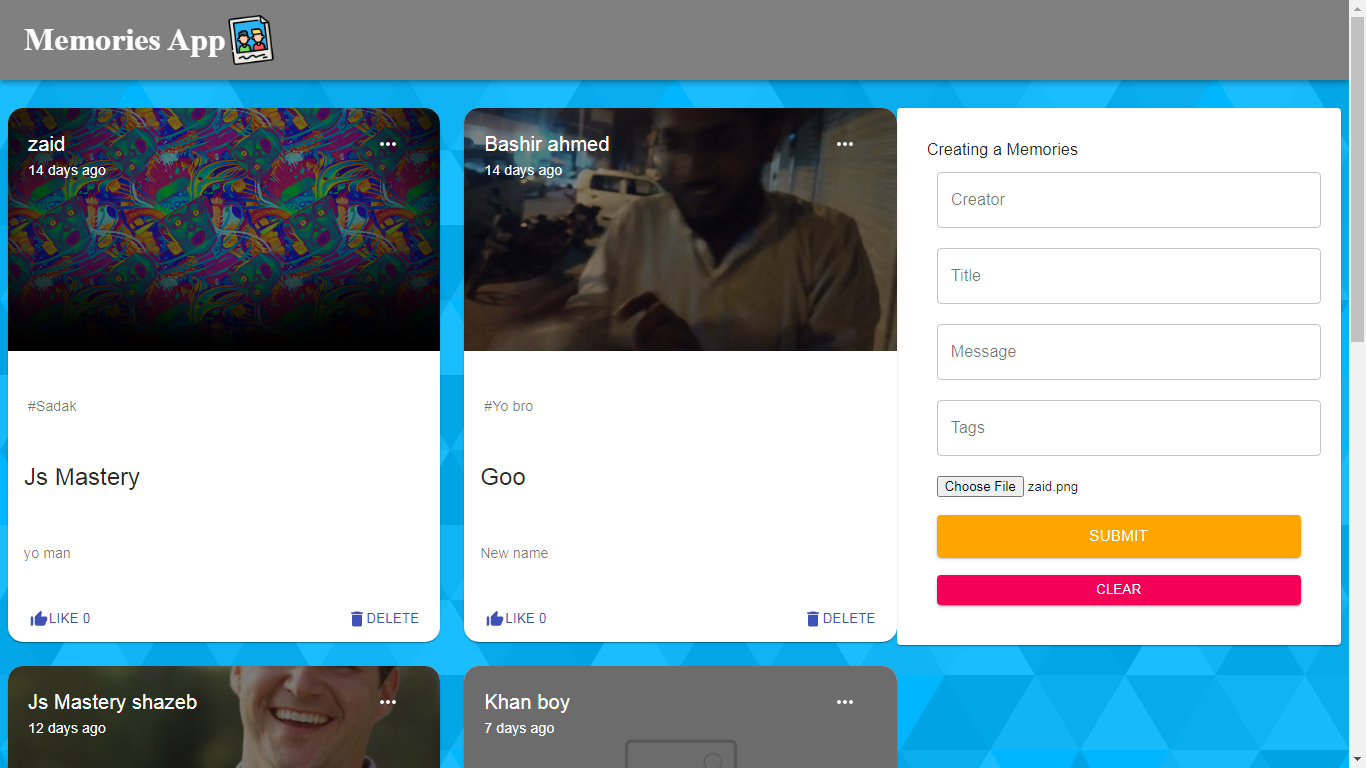 Memories App
zaid
14 days ago
#Sadak
Js Mastery
yo man
LIKE 0
DELETE
Bashir ahmed
14 days ago
#Yo bro
Goo
New name
LIKE 0
DELETE
Creating a Memories
Creator
Title
Message
Tags
Choose File zaid.png
SUBMIT
CLEAR
Js Mastery shazeb
12 days ago
Khan boy
7 days ago